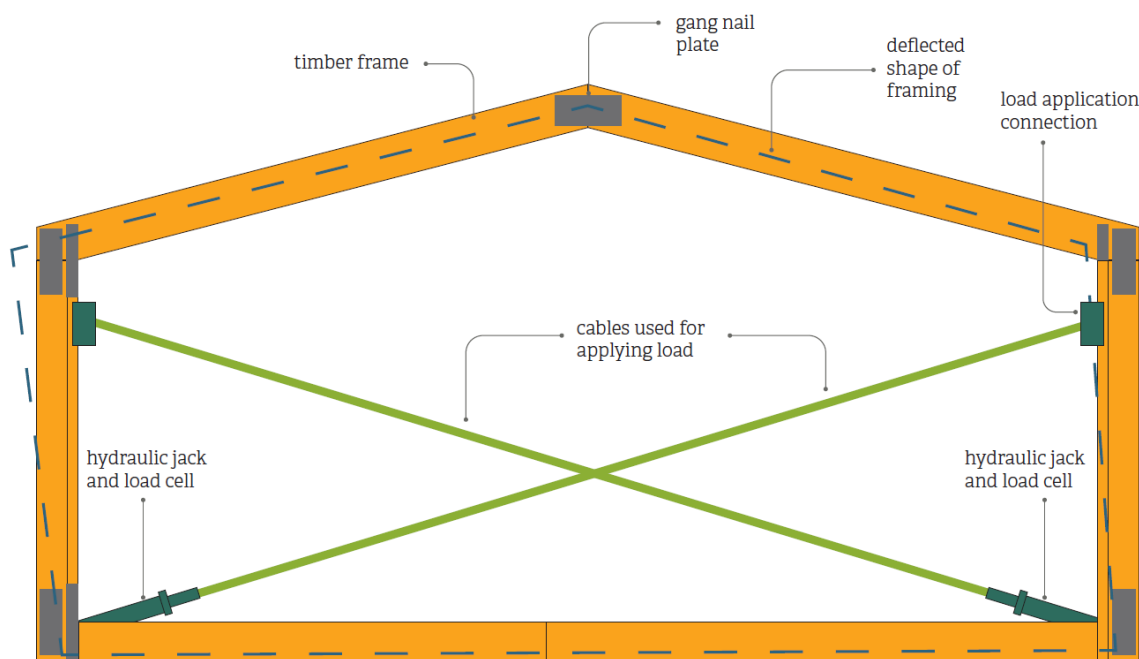 gang nail
plate
timber frame
deflected
shape of
framing
load application
connection
cables used for
applying load
hydraulic jack
and load cell
hydraulic jack
and load cell